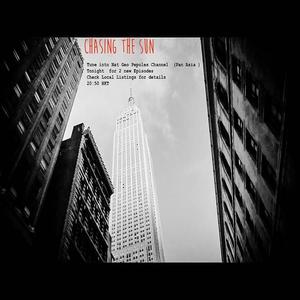 CHASING THE SUN
Tune into Nat Geo Papulas Channel  (Pan Asia )
Tonight  for 2 new Episodes
Check Local Listings for details
20:50 HKT